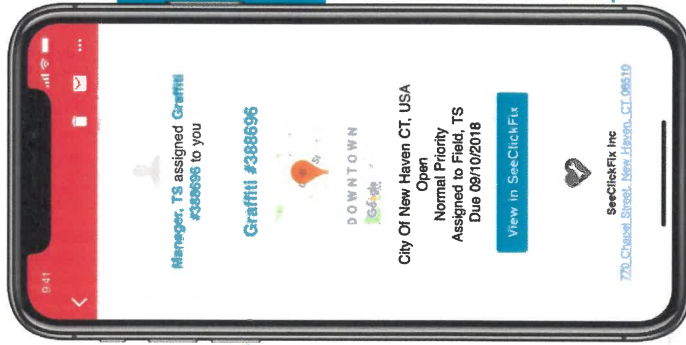 9:41
Manager, TS assigned Graffiti
#388696 to you
Graffiti #388696
DOWNTOWN
Google
City Of New Haven CT, USA
Open
Normal Priority
Assigned to Field, TS
Due 09/10/2018
View in SeeClickFix
SeeClickFix Inc
770 Chapel Street, New Haven, CT 06510